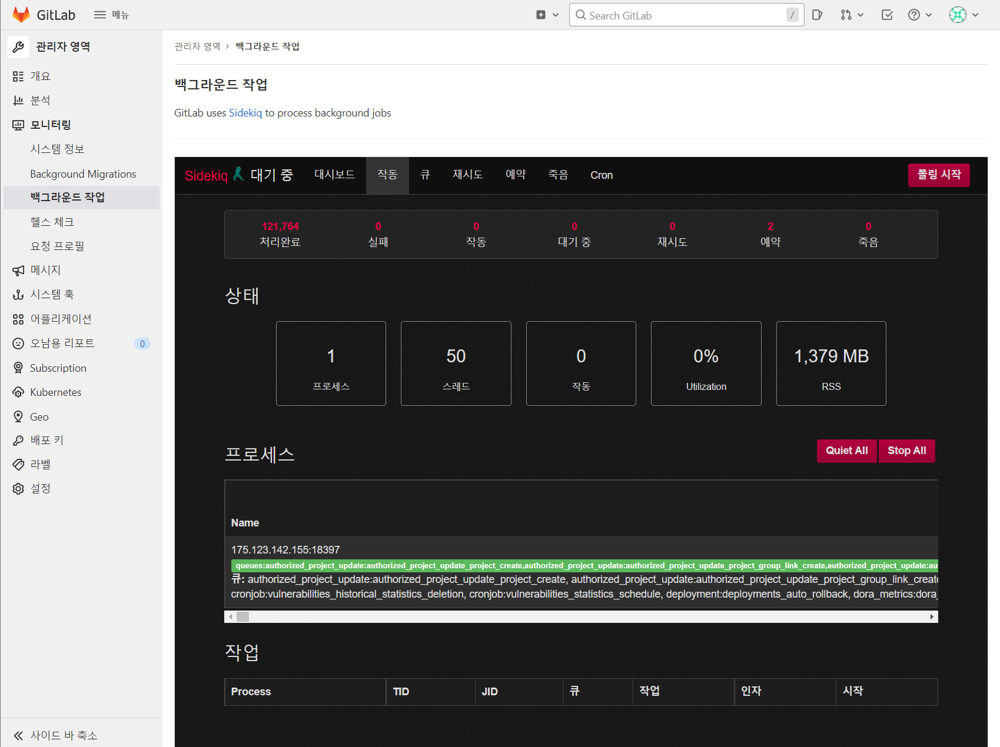 GitLab
메뉴
Search GitLab
/
관리자 영역
개요
분석
모니터링
시스템 정보
Background Migrations
백그라운드 작업
헬스 체크
요청 프로필
메시지
시스템 훅
어플리케이션
오남용 리포트 0
Subscription
Kubernetes
Geo
배포 키
라벨
설정
사이드 바 축소
관리자 영역 › 백그라운드 작업
백그라운드 작업
GitLab uses Sidekiq to process background jobs
Sidekiq 대기 중 대시보드 작동 큐 재시도 예약 죽음 Cron 폴링 시작
121,764 0 0 0 0 2 0
처리완료 실패 작동 대기 중 재시도 예약 죽음
상태
1 50 0 0% 1,379 MB
프로세스 스레드 작동 Utilization RSS
프로세스 Quiet All Stop All
Name
175.123.142.155:18397
queues:authorized_project_update:authorized_project_update_project_create,authorized_project_update:authorized_project_update_project_group_link_create,authorized_project_update:au
큐: authorized_project_update:authorized_project_update_project_create, authorized_project_update:authorized_project_update_project_group_link_create
cronjob:vulnerabilities_historical_statistics_deletion, cronjob:vulnerabilities_statistics_schedule, deployment:deployments_auto_rollback, dora_metrics:dora_
작업
Process TID JID 큐 작업 인자 시작